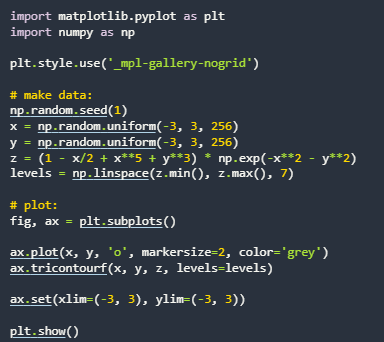 import matplotlib.pyplot as plt
import numpy as np
plt.style.use('_mpl-gallery-nogrid')
# make data:
np.random.seed(1)
x = np.random.uniform(-3, 3, 256)
y = np.random.uniform(-3, 3, 256)
z = (1 - x/2 + x**5 + y**3) * np.exp(-x**2 - y**2)
levels = np.linspace(z.min(), z.max(), 7)
# plot:
fig, ax = plt.subplots()
ax.plot(x, y, 'o', markersize=2, color='grey')
ax.tricontourf(x, y, z, levels=levels)
ax.set(xlim=(-3, 3), ylim=(-3, 3))
plt.show()